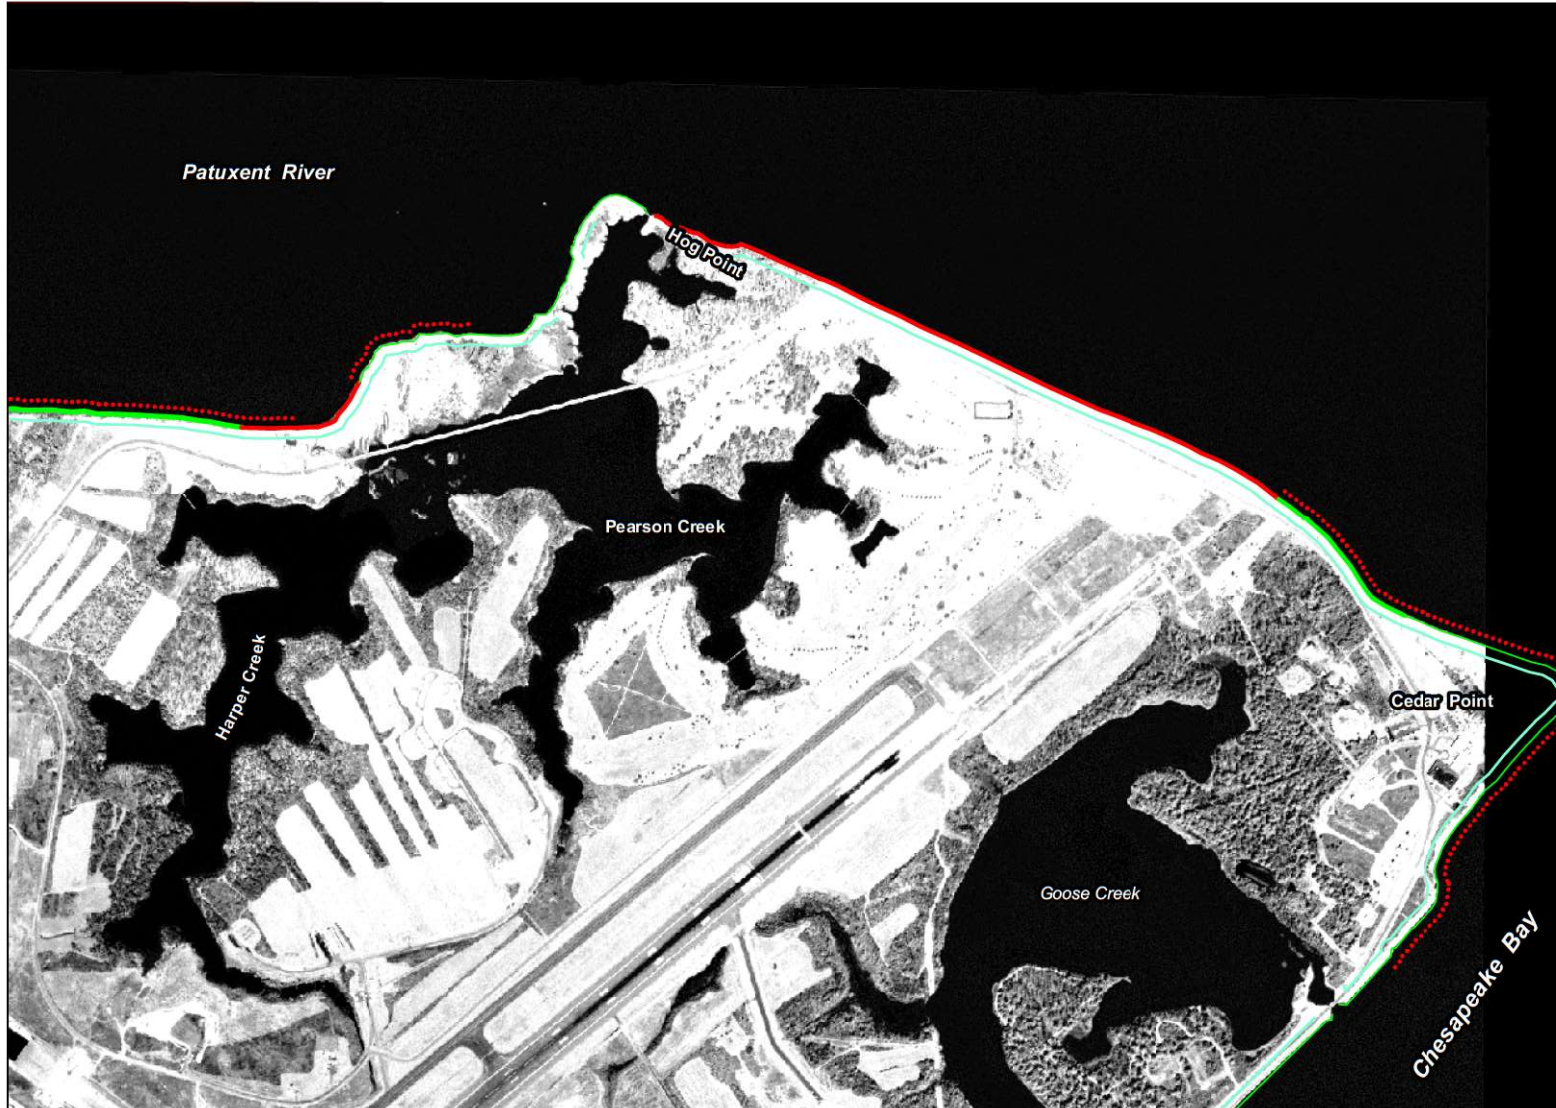 Patuxent River
Hog Point
Pearson Creek
Harper Creek
Cedar Point
Goose Creek
Chesapeake Bay